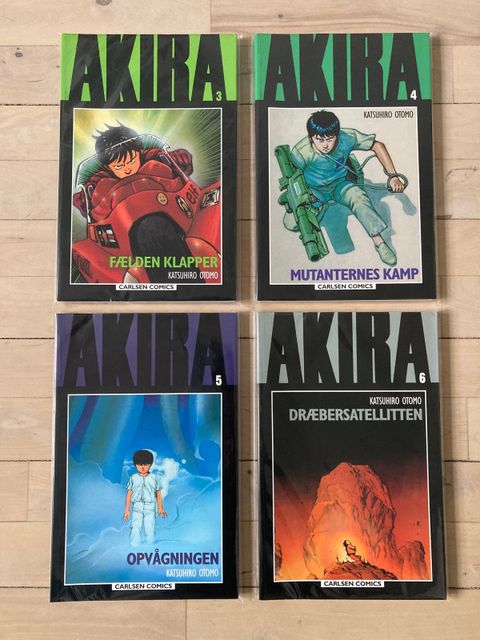 AKIRA
3
FÆLDEN KLAPPER
KATSUHIRO OTOMO
CARLSEN COMICS
AKIRA
4
KATSUHIRO OTOMO
MUTANTERNES KAMP
CARLSEN COMICS
AKIRA
5
OPVÅGNINGEN
KATSUHIRO OTOMO
CARLSEN COMICS
AKIRA
6
KATSUHIRO OTOMO
DRÆBERSATELLITTEN
CARLSEN COMICS